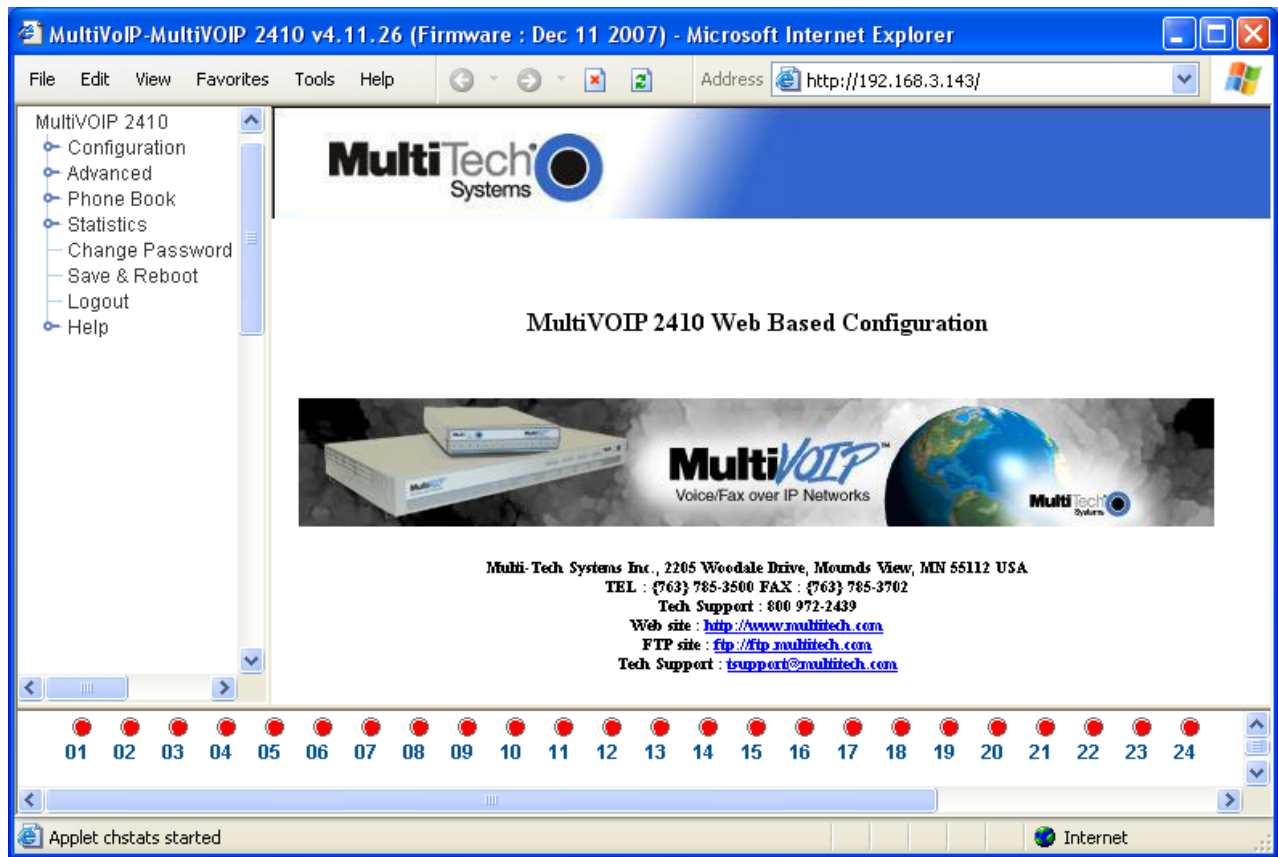 MultiVoIP-MultiVOIP 2410 v4.11.26 (Firmware : Dec 11 2007) - Microsoft Internet Explorer
File Edit View Favorites Tools Help Address http://192.168.3.143/
MultiVOIP 2410
Configuration
Advanced
Phone Book
Statistics
Change Password
Save & Reboot
Logout
Help
MultiTech
Systems
MultiVOIP 2410 Web Based Configuration
MultiVOIP™
Voice/Fax over IP Networks
MultiTech
Systems
Multi-Tech Systems Inc., 2205 Woodale Drive, Mounds View, MN 55112 USA
TEL : (763) 785-3500 FAX : (763) 785-3702
Tech Support : 800 972-2439
Web site : http://www.multitech.com
FTP site : ftp://ftp.multitech.com
Tech Support : tsupport@multitech.com
01 02 03 04 05 06 07 08 09 10 11 12 13 14 15 16 17 18 19 20 21 22 23 24
Applet chstats started
Internet